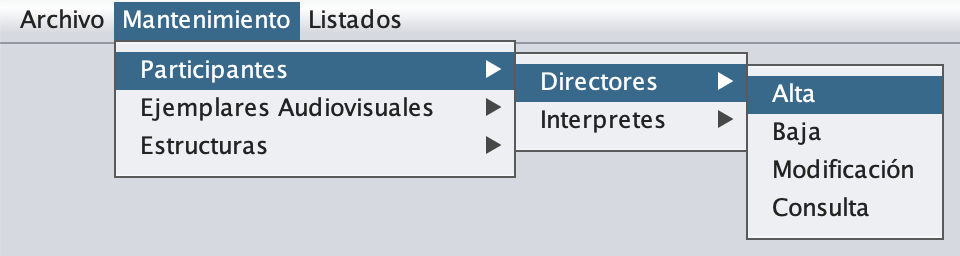 Archivo Mantenimiento Listados
Participantes
Ejemplares Audiovisuales
Estructuras
Directores
Interpretes
Alta
Baja
Modificación
Consulta